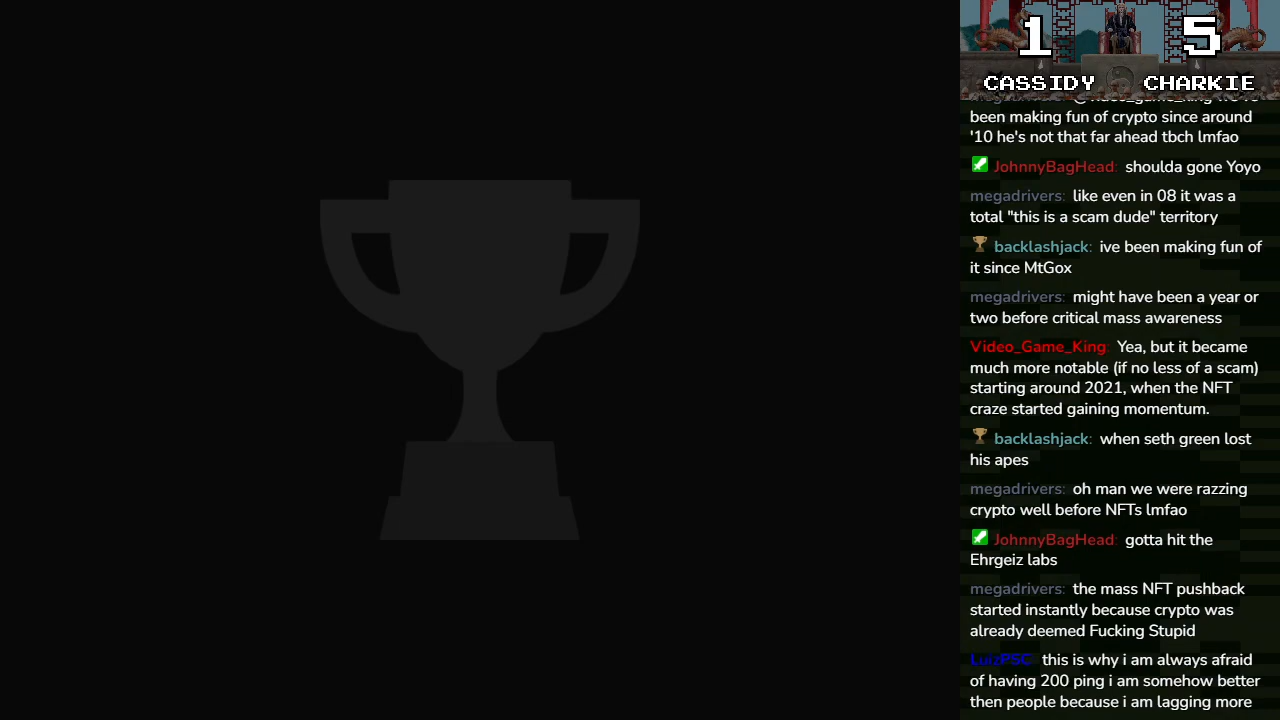 1 5
CASSIDY CHARKIE
been making fun of crypto since around
'10 he's not that far ahead tbch lmfao
JohnnyBagHead: shoulda gone Yoyo
megadrivers: like even in 08 it was a
total "this is a scam dude" territory
backlashjack: ive been making fun of
it since MtGox
megadrivers: might have been a year or
two before critical mass awareness
Video_Game_King: Yea, but it became
much more notable (if no less of a scam)
starting around 2021, when the NFT
craze started gaining momentum.
backlashjack: when seth green lost
his apes
megadrivers: oh man we were razzing
crypto well before NFTs lmfao
JohnnyBagHead: gotta hit the
Ehrgeiz labs
megadrivers: the mass NFT pushback
started instantly because crypto was
already deemed Fucking Stupid
LuizPSC: this is why i am always afraid
of having 200 ping i am somehow better
then people because i am lagging more